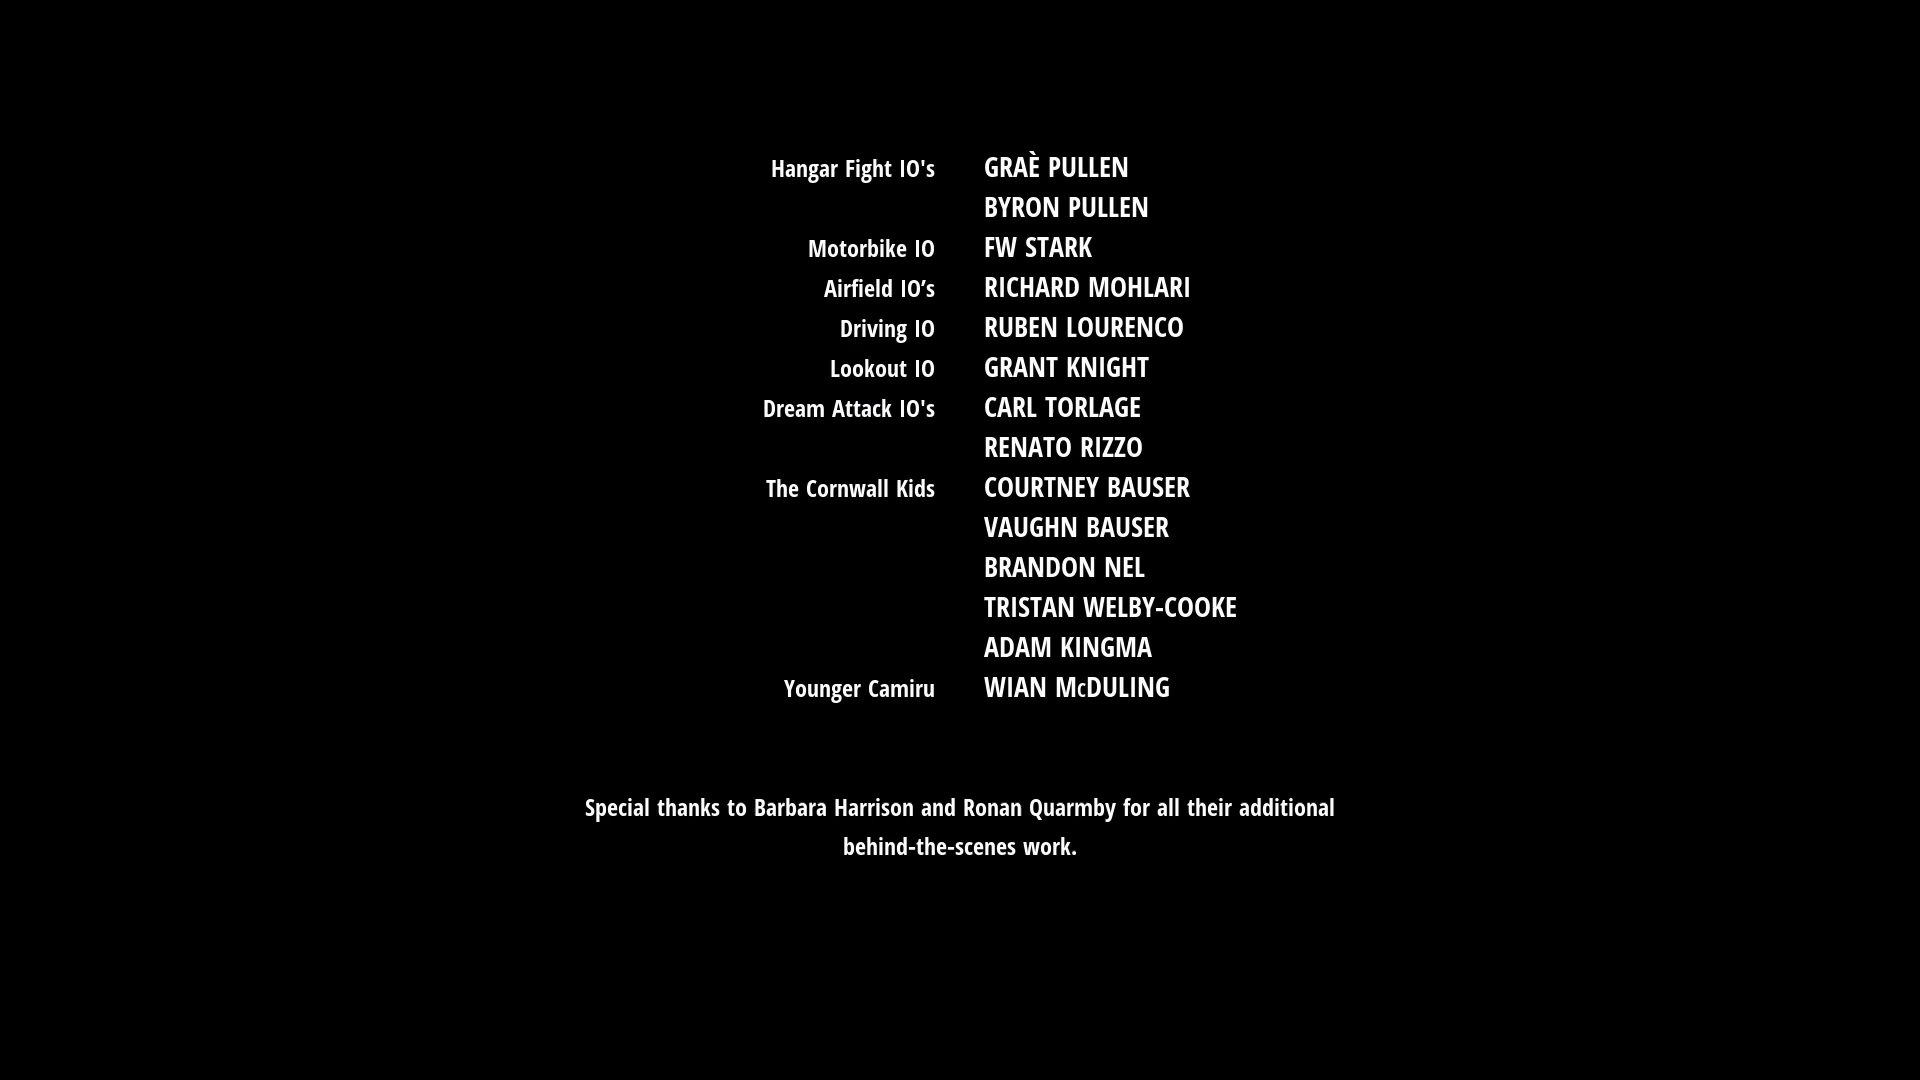 Hangar Fight IO's GRAÈ PULLEN
BYRON PULLEN
Motorbike IO FW STARK
Airfield IO’s RICHARD MOHLARI
Driving IO RUBEN LOURENCO
Lookout IO GRANT KNIGHT
Dream Attack IO's CARL TORLAGE
RENATO RIZZO
The Cornwall Kids COURTNEY BAUSER
VAUGHN BAUSER
BRANDON NEL
TRISTAN WELBY-COOKE
ADAM KINGMA
Younger Camiru WIAN McDULING
Special thanks to Barbara Harrison and Ronan Quarmby for all their additional
behind-the-scenes work.